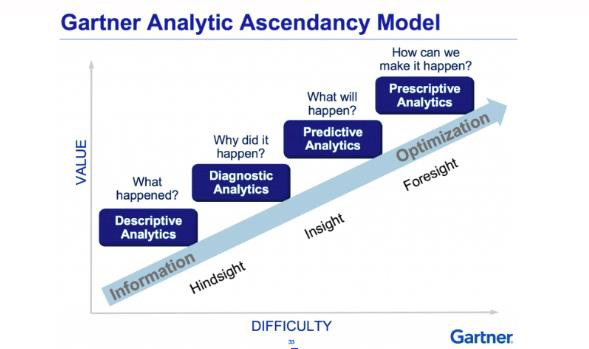 Gartner Analytic Ascendancy Model
How can we
make it happen?
Prescriptive
Analytics
What will
happen?
Predictive
Analytics
Why did it
happen?
Diagnostic
Analytics
What
happened?
Descriptive
Analytics
VALUE
Information
Optimization
Hindsight
Insight
Foresight
DIFFICULTY
33
Gartner.